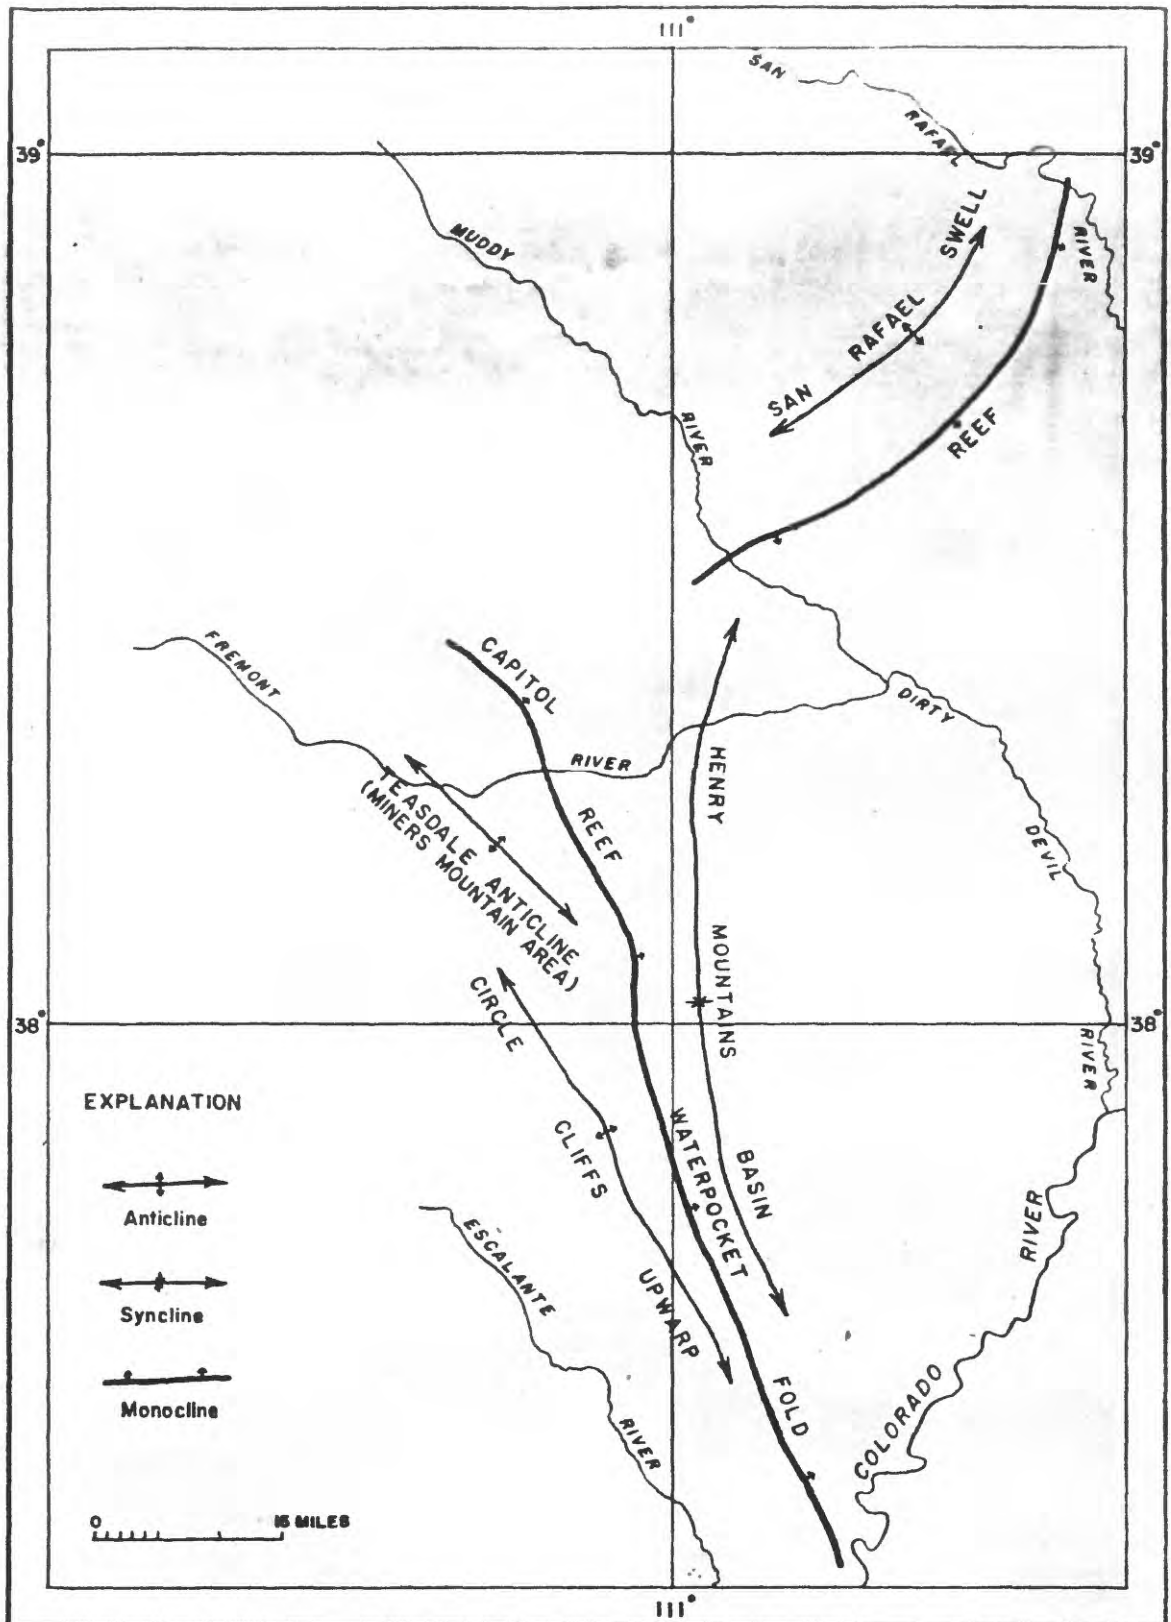 111°
SAN
RAFAEL
39°
39°
MUDDY
SWELL
RIVER
RAFAEL
SAN
REEF
RIVER
FREMONT
CAPITOL
DIRTY
HENRY
RIVER
TEASDALE ANTICLINE
(MINERS MOUNTAIN AREA)
REEF
DEVIL
MOUNTAINS
CIRCLE
38°
38°
RIVER
EXPLANATION
CLIFFS
WATERPOCKET
BASIN
Anticline
ESCALANTE
RIVER
UPWARP
Syncline
FOLD
COLORADO
Monocline
RIVER
0 15 MILES
111°